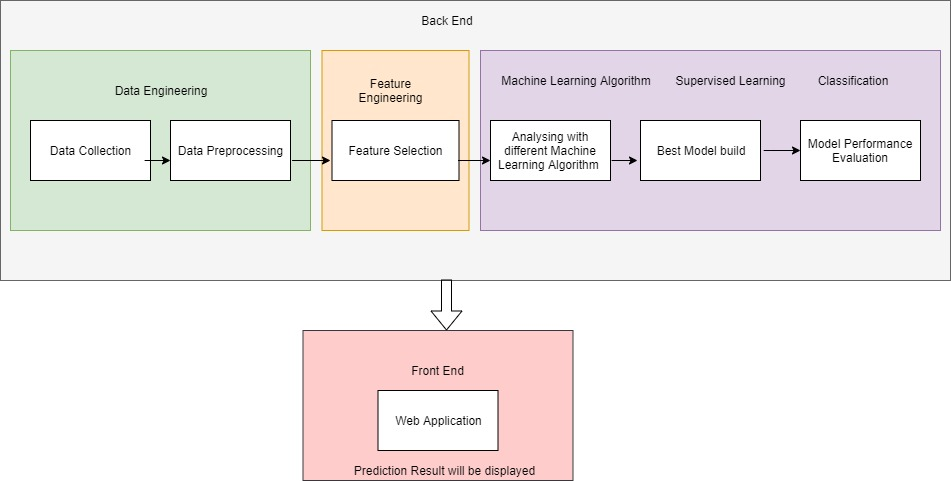 Back End
Data Engineering
Feature
Engineering
Machine Learning Algorithm
Supervised Learning
Classification
Data Collection
Data Preprocessing
Feature Selection
Analysing with
different Machine
Learning Algorithm
Best Model build
Model Performance
Evaluation
Front End
Web Application
Prediction Result will be displayed